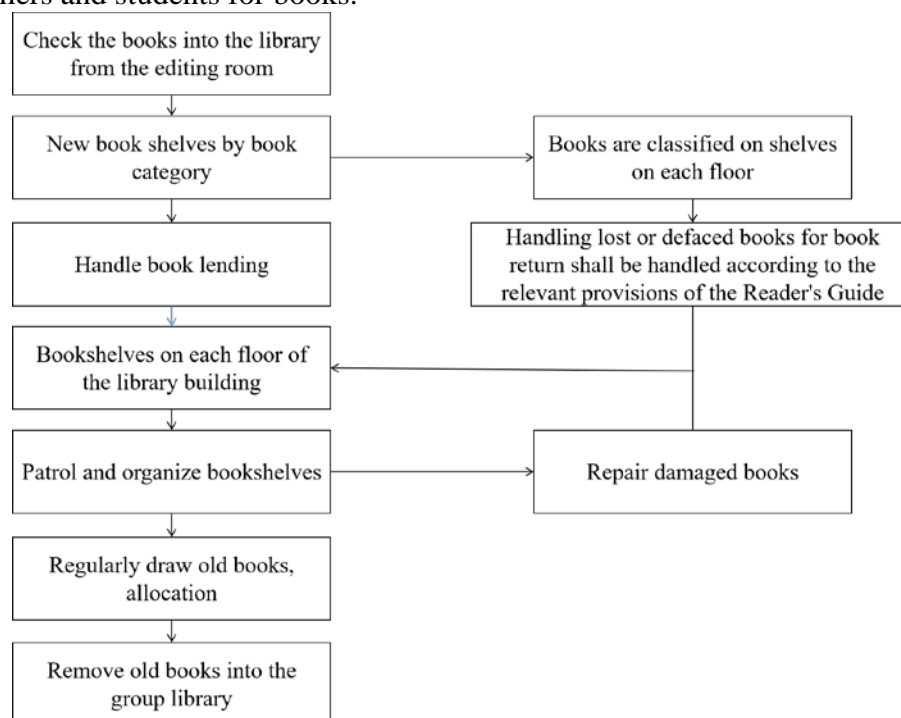 and students for books.
Check the books into the library
from the editing room
New book shelves by book
category
Books are classified on shelves
on each floor
Handle book lending
Handling lost or defaced books for book
return shall be handled according to the
relevant provisions of the Reader's Guide
Bookshelves on each floor of
the library building
Patrol and organize bookshelves
Repair damaged books
Regularly draw old books,
allocation
Remove old books into the
group library